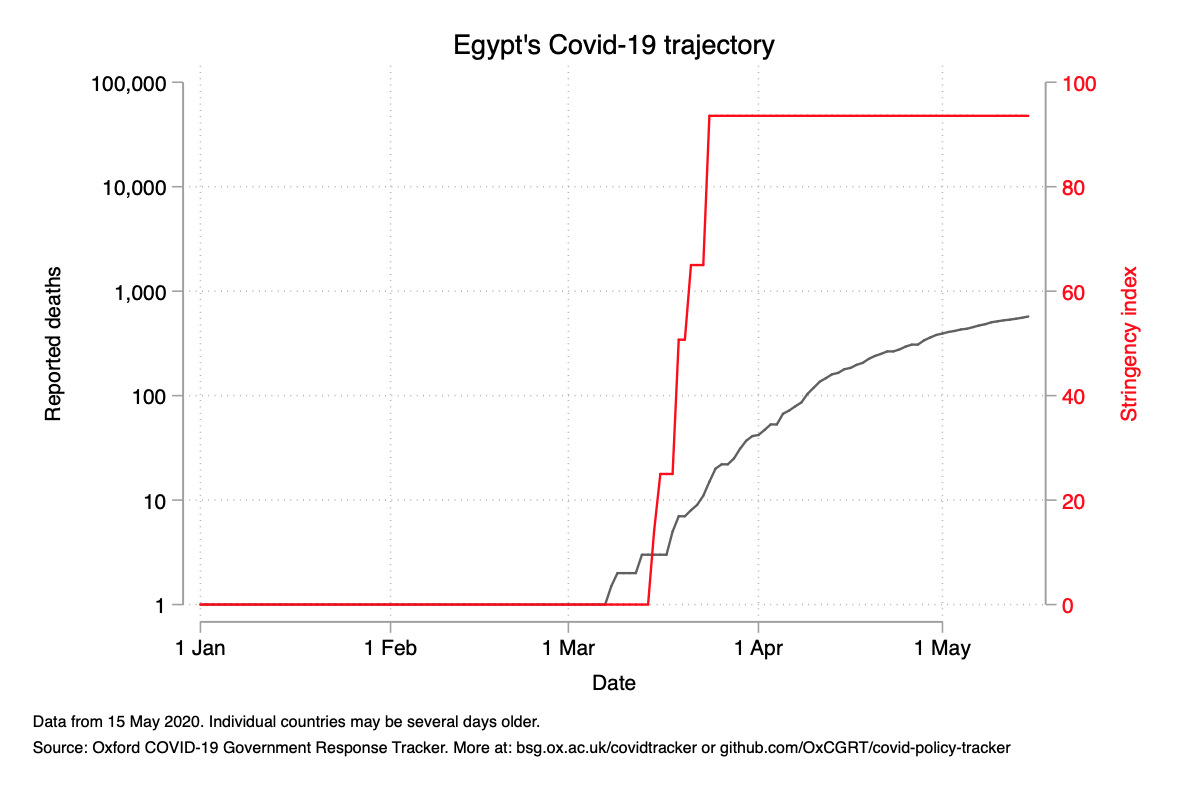 Egypt's Covid-19 trajectory
100,000
10,000
1,000
100
10
1
Reported deaths
100
80
60
40
20
0
Stringency index
1 Jan
1 Feb
1 Mar
1 Apr
1 May
Date
Data from 15 May 2020. Individual countries may be several days older.
Source: Oxford COVID-19 Government Response Tracker. More at: bsg.ox.ac.uk/covidtracker or github.com/OxCGRT/covid-policy-tracker